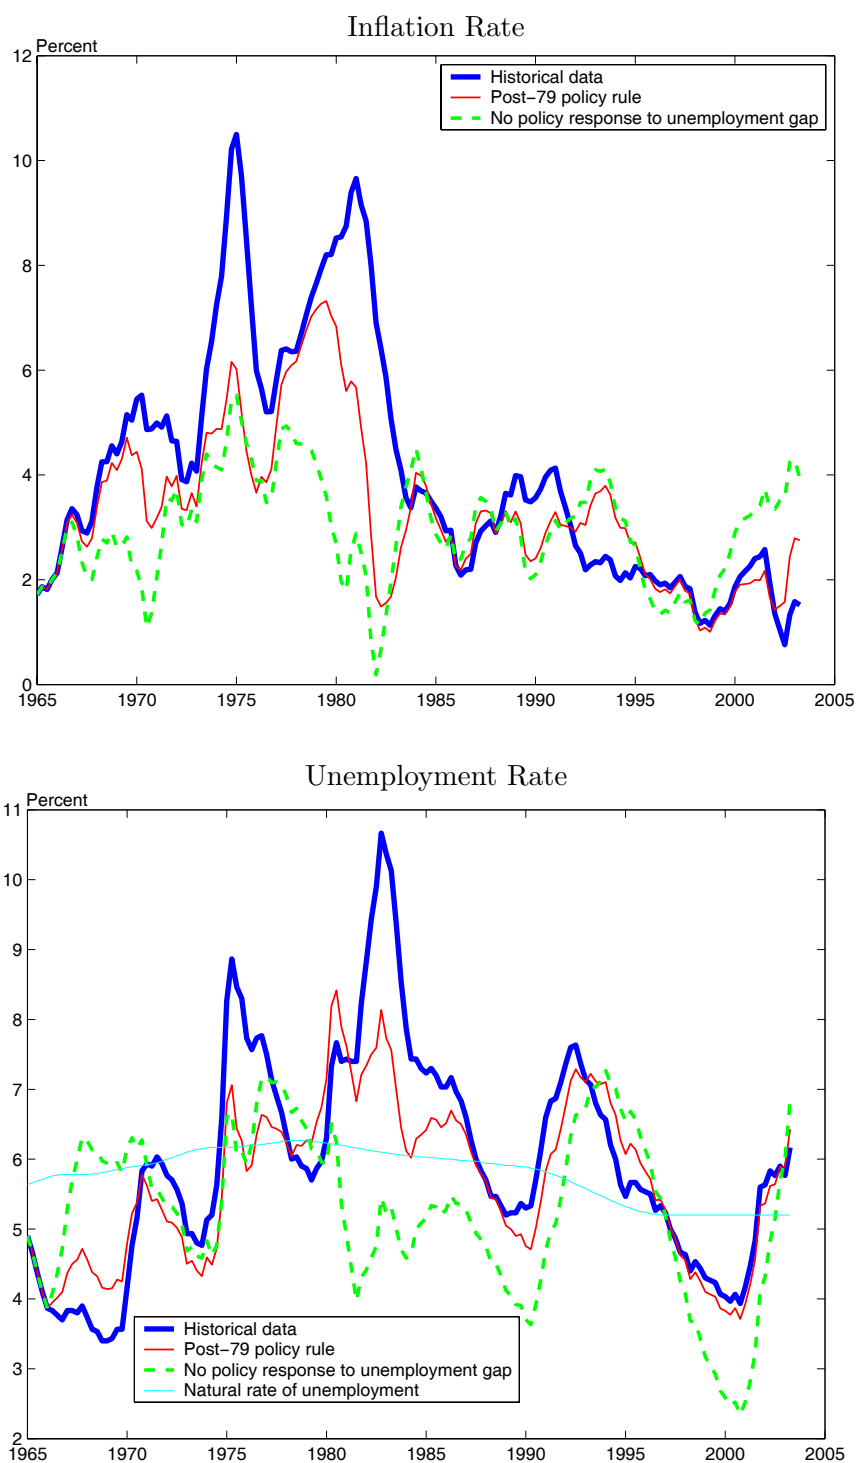 Inflation Rate
Percent
12
Historical data
Post−79 policy rule
No policy response to unemployment gap
10
8
6
4
2
0
1965 1970 1975 1980 1985 1990 1995 2000 2005
Unemployment Rate
Percent
11
10
9
8
7
6
5
4
Historical data
Post−79 policy rule
3
No policy response to unemployment gap
Natural rate of unemployment
2
1965 1970 1975 1980 1985 1990 1995 2000 2005